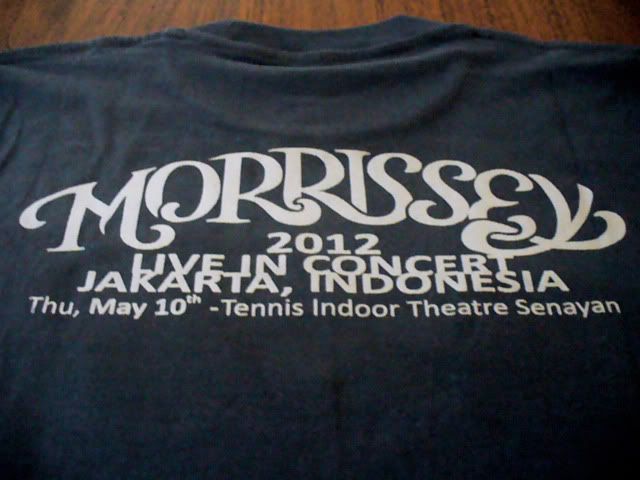 MORRISSEY
2012
LIVE IN CONCERT
JAKARTA, INDONESIA
Thu, May 10th -Tennis Indoor Theatre Senayan